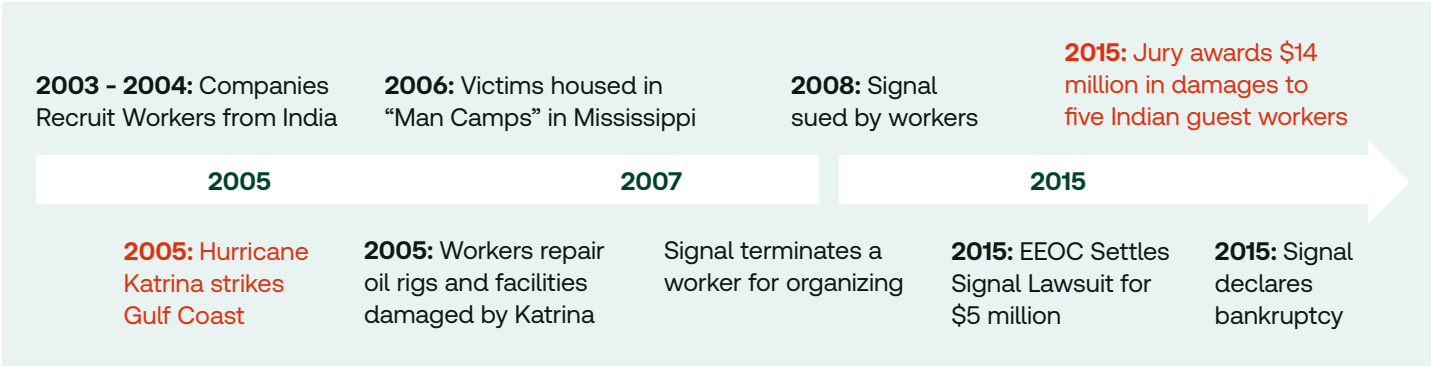 2003 - 2004: Companies
Recruit Workers from India
2006: Victims housed in
“Man Camps” in Mississippi
2008: Signal
sued by workers
2015: Jury awards $14
million in damages to
five Indian guest workers
2005
2007
2015
2005: Hurricane
Katrina strikes
Gulf Coast
2005: Workers repair
oil rigs and facilities
damaged by Katrina
Signal terminates a
worker for organizing
2015: EEOC Settles
Signal Lawsuit for
$5 million
2015: Signal
declares
bankruptcy